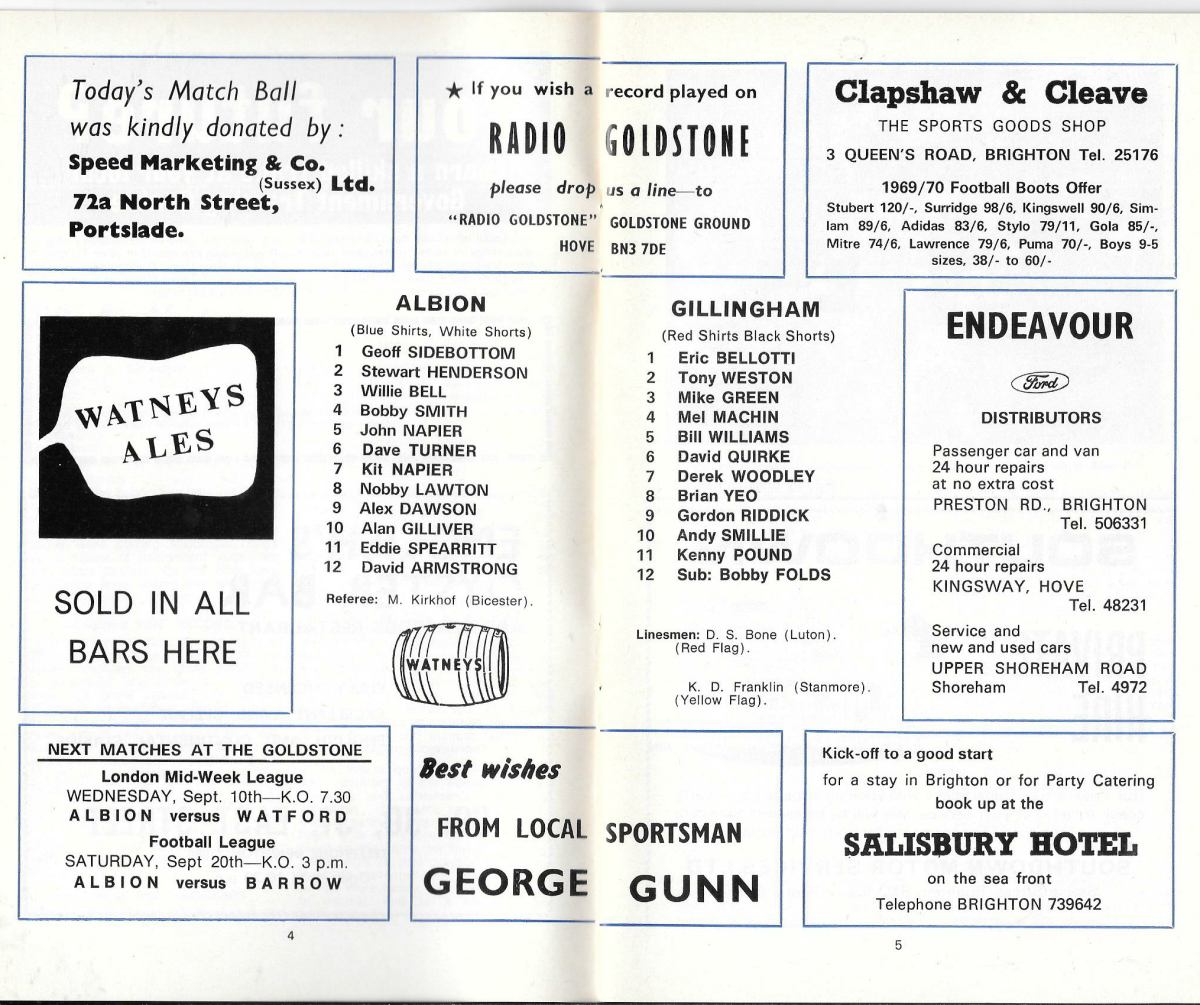 Today's Match Ball
was kindly donated by :
Speed Marketing & Co.
(Sussex) Ltd.
72a North Street,
Portslade.
★ If you wish a record played on
RADIO GOLDSTONE
please drop us a line—to
"RADIO GOLDSTONE" GOLDSTONE GROUND
HOVE BN3 7DE
Clapshaw & Cleave
THE SPORTS GOODS SHOP
3 QUEEN'S ROAD, BRIGHTON Tel. 25176
1969/70 Football Boots Offer
Stubert 120/-, Surridge 98/6, Kingswell 90/6, Sim-
lam 89/6, Adidas 83/6, Stylo 79/11, Gola 85/-,
Mitre 74/6, Lawrence 79/6, Puma 70/-, Boys 9-5
sizes, 38/- to 60/-
WATNEYS
ALES
SOLD IN ALL
BARS HERE
ALBION
(Blue Shirts, White Shorts)
1 Geoff SIDEBOTTOM
2 Stewart HENDERSON
3 Willie BELL
4 Bobby SMITH
5 John NAPIER
6 Dave TURNER
7 Kit NAPIER
8 Nobby LAWTON
9 Alex DAWSON
10 Alan GILLIVER
11 Eddie SPEARRITT
12 David ARMSTRONG
Referee: M. Kirkhof (Bicester).
WATNEYS
GILLINGHAM
(Red Shirts Black Shorts)
1 Eric BELLOTTI
2 Tony WESTON
3 Mike GREEN
4 Mel MACHIN
5 Bill WILLIAMS
6 David QUIRKE
7 Derek WOODLEY
8 Brian YEO
9 Gordon RIDDICK
10 Andy SMILLIE
11 Kenny POUND
12 Sub: Bobby FOLDS
Linesmen: D. S. Bone (Luton).
(Red Flag).
K. D. Franklin (Stanmore).
(Yellow Flag).
ENDEAVOUR
Ford
DISTRIBUTORS
Passenger car and van
24 hour repairs
at no extra cost
PRESTON RD., BRIGHTON
Tel. 506331
Commercial
24 hour repairs
KINGSWAY, HOVE
Tel. 48231
Service and
new and used cars
UPPER SHOREHAM ROAD
Shoreham Tel. 4972
NEXT MATCHES AT THE GOLDSTONE
London Mid-Week League
WEDNESDAY, Sept. 10th—K.O. 7.30
ALBION versus WATFORD
Football League
SATURDAY, Sept 20th—K.O. 3 p.m.
ALBION versus BARROW
Best wishes
FROM LOCAL SPORTSMAN
GEORGE GUNN
Kick-off to a good start
for a stay in Brighton or for Party Catering
book up at the
SALISBURY HOTEL
on the sea front
Telephone BRIGHTON 739642
4
5